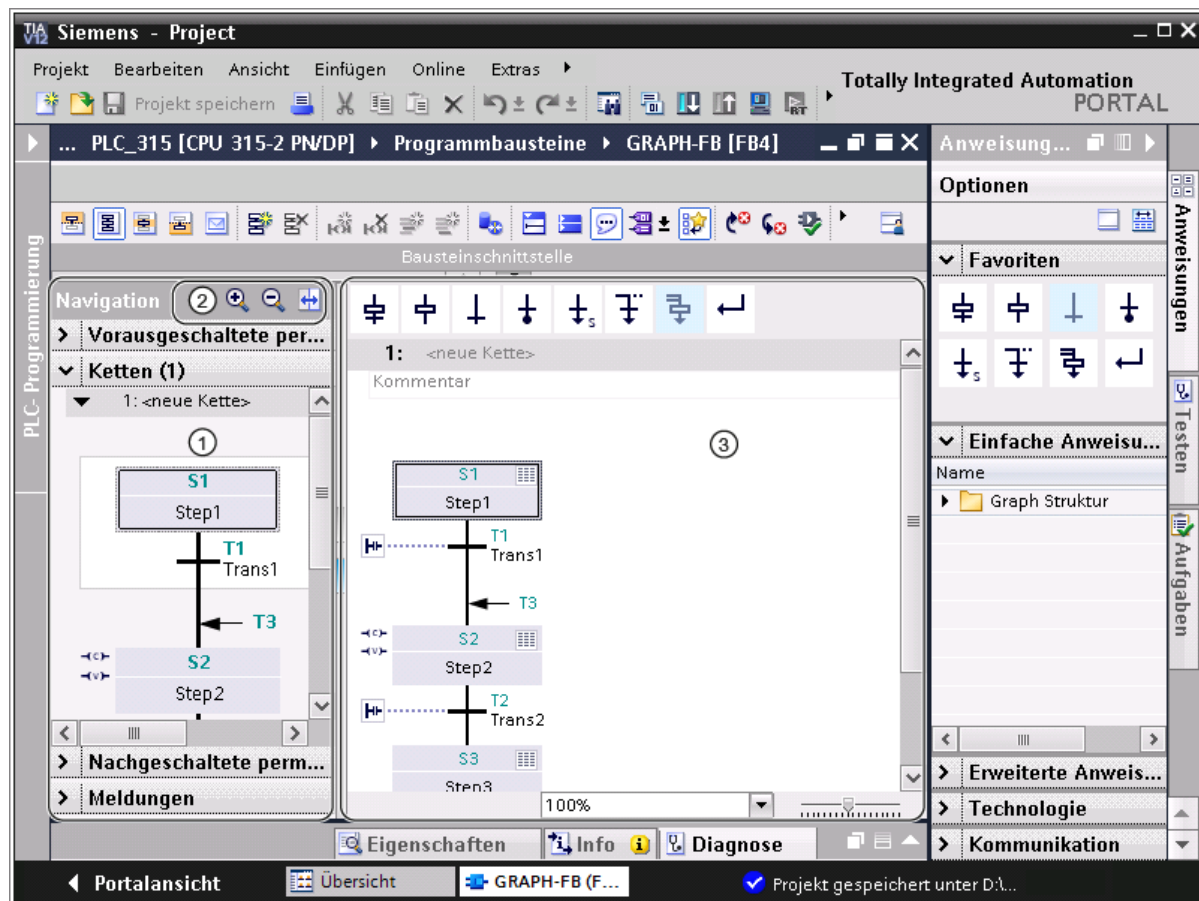 TIA V12 Siemens - Project
Projekt Bearbeiten Ansicht Einfügen Online Extras
Totally Integrated Automation
PORTAL
Projekt speichern
... PLC_315 [CPU 315-2 PN/DP] Programmbausteine GRAPH-FB [FB4]
Anweisung...
Optionen
Bausteinschnittstelle
PLC-Programmierung
Navigation 2
Vorausgeschaltete per...
Ketten (1)
1: <neue Kette>
1
S1
Step1
T1
Trans1
T3
S2
Step2
Nachgeschaltete perm...
Meldungen
1: <neue Kette>
Kommentar
3
S1
Step1
T1
Trans1
T3
S2
Step2
T2
Trans2
S3
Step3
100%
Favoriten
Einfache Anweisu...
Name
Graph Struktur
Erweiterte Anweis...
Technologie
Kommunikation
Anweisungen
Testen
Aufgaben
Eigenschaften Info Diagnose
Portalansicht Übersicht GRAPH-FB (F... Projekt gespeichert unter D:\...